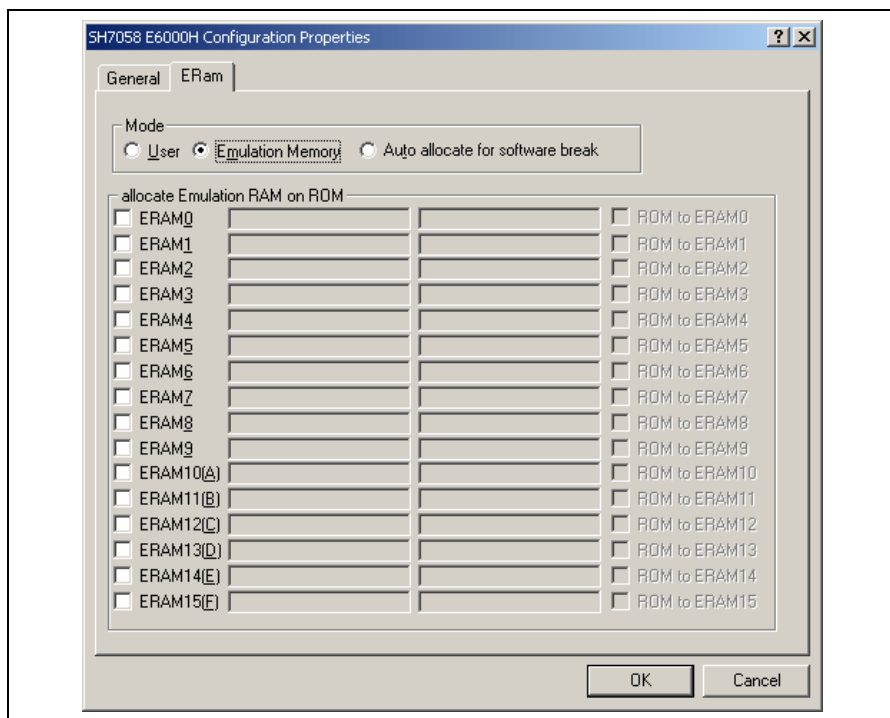 SH7058 E6000H Configuration Properties
General ERam
Mode
User Emulation Memory Auto allocate for software break
allocate Emulation RAM on ROM
ERAM0 ROM to ERAM0
ERAM1 ROM to ERAM1
ERAM2 ROM to ERAM2
ERAM3 ROM to ERAM3
ERAM4 ROM to ERAM4
ERAM5 ROM to ERAM5
ERAM6 ROM to ERAM6
ERAM7 ROM to ERAM7
ERAM8 ROM to ERAM8
ERAM9 ROM to ERAM9
ERAM10(A) ROM to ERAM10
ERAM11(B) ROM to ERAM11
ERAM12(C) ROM to ERAM12
ERAM13(D) ROM to ERAM13
ERAM14(E) ROM to ERAM14
ERAM15(F) ROM to ERAM15
OK Cancel